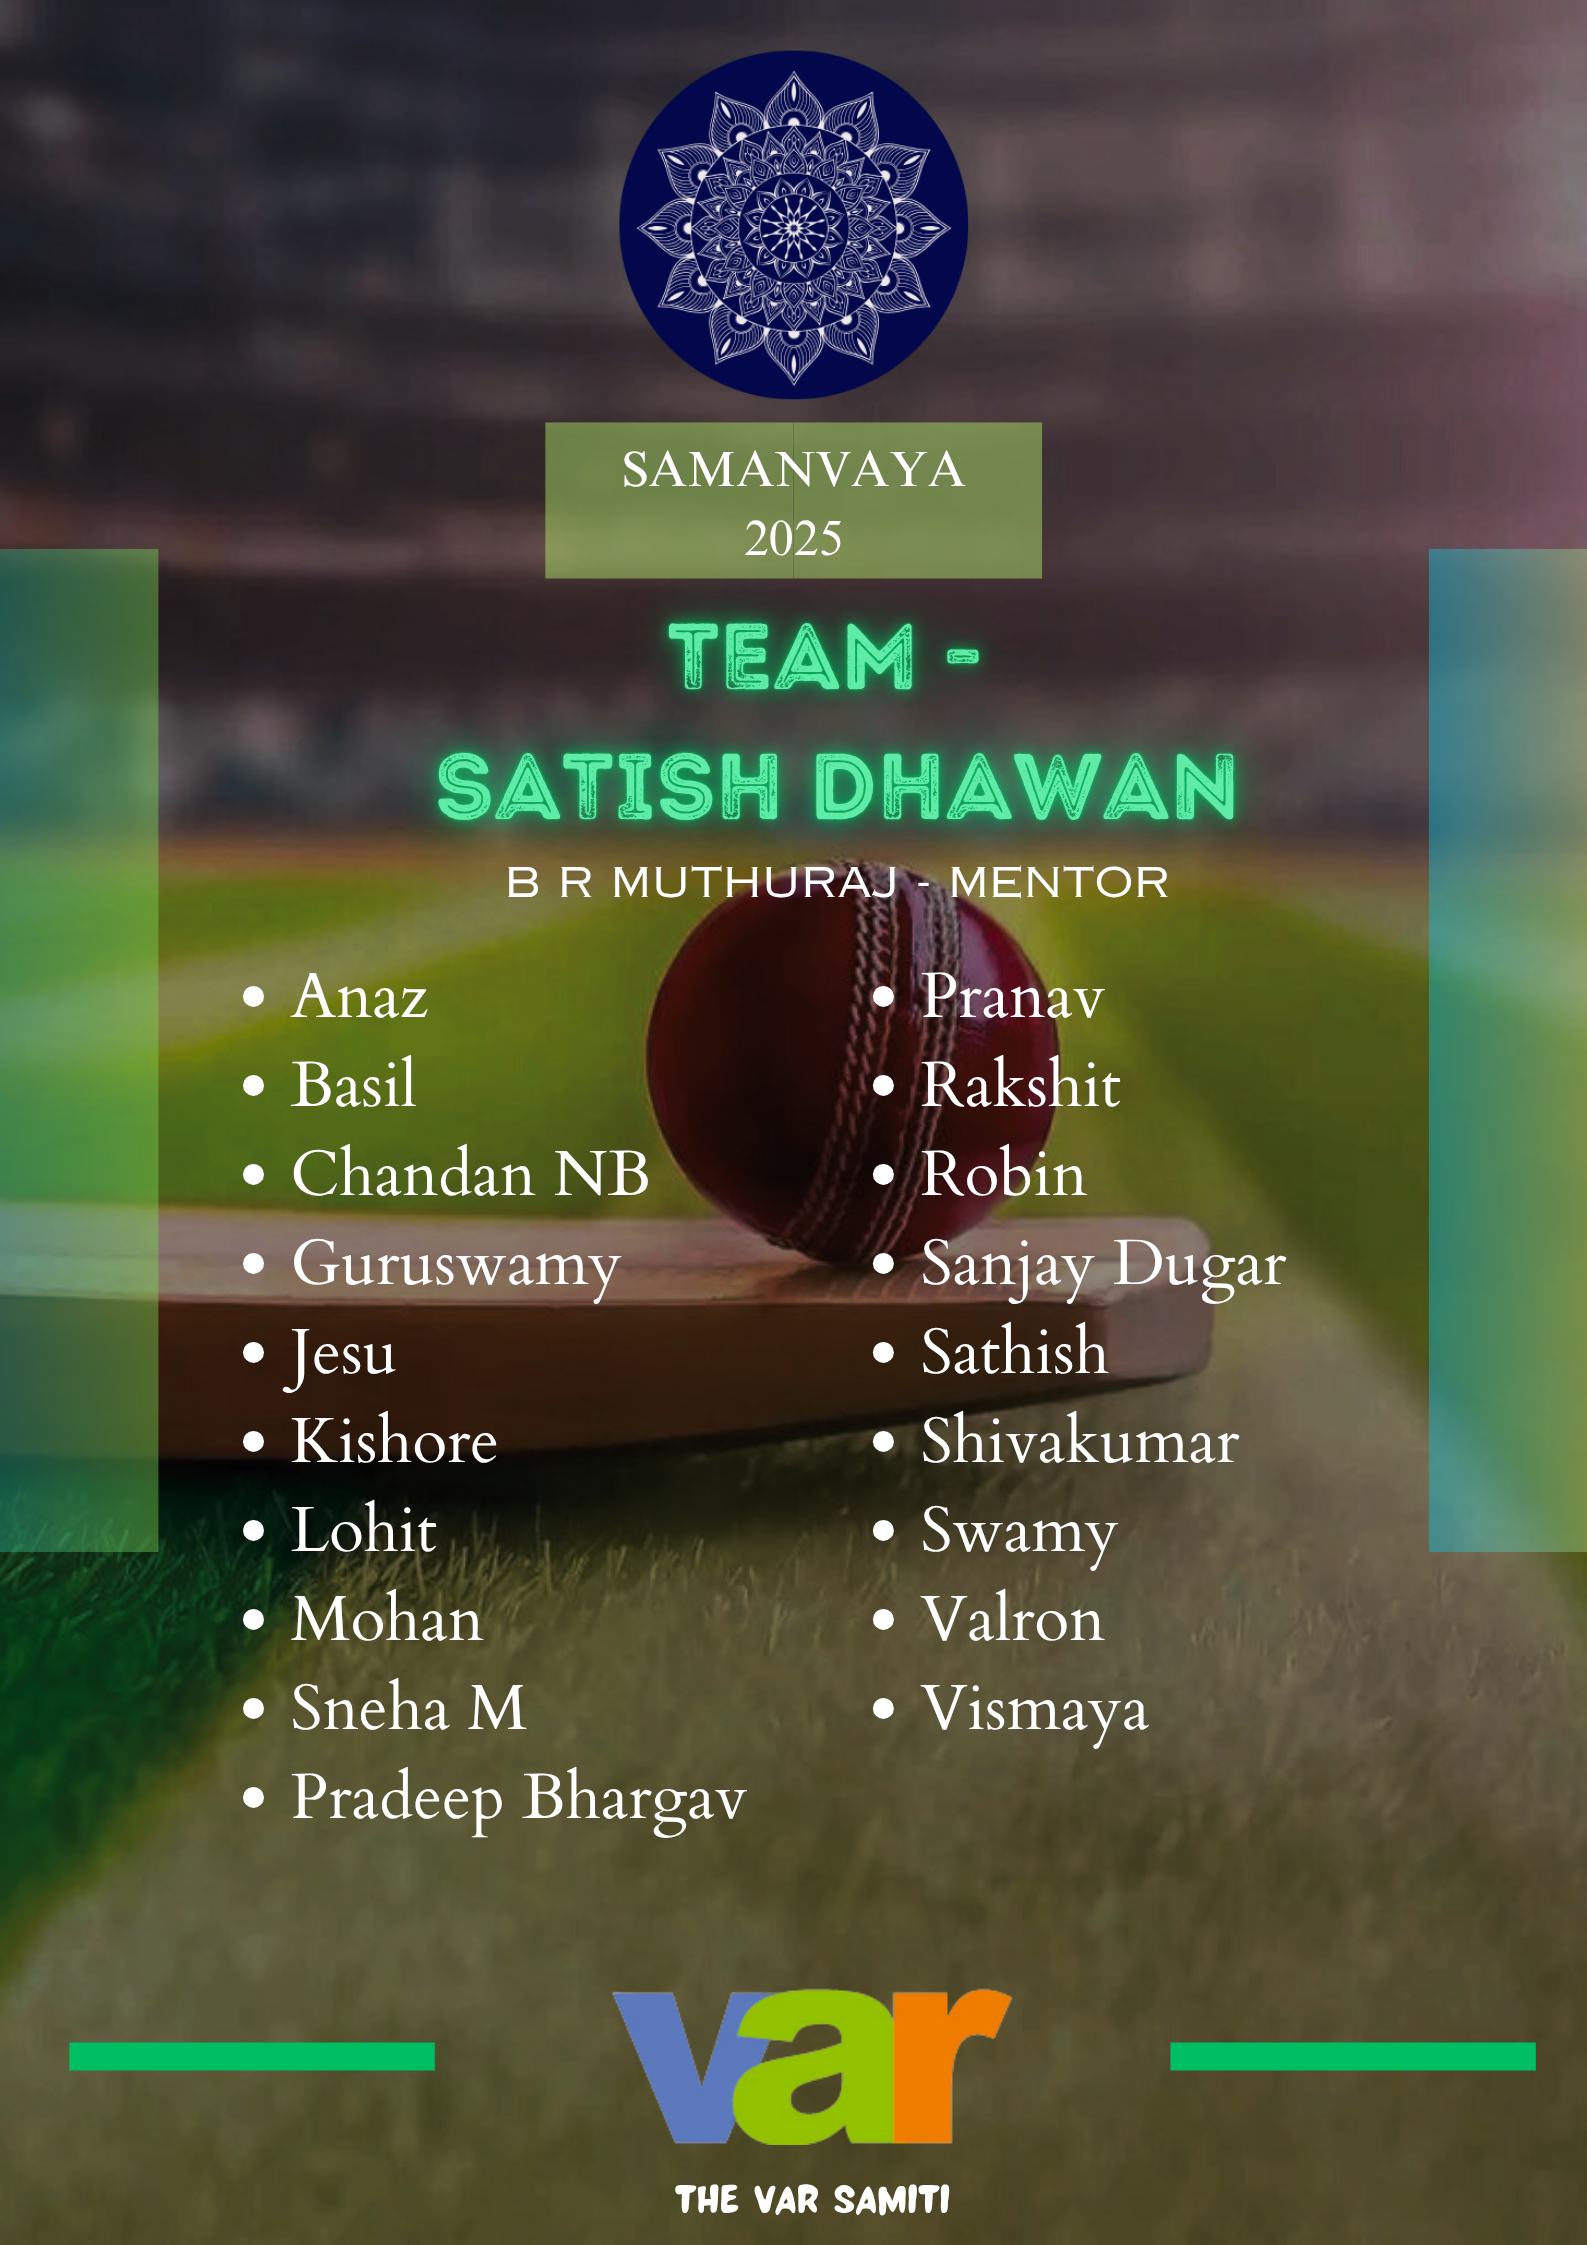 SAMANVAYA
2025
TEAM -
SATISH DHAWAN
B R MUTHURAJ - MENTOR
• Anaz
• Basil
• Chandan NB
• Guruswamy
• Jesu
• Kishore
• Lohit
• Mohan
• Sneha M
• Pradeep Bhargav
• Pranav
• Rakshit
• Robin
• Sanjay Dugar
• Sathish
• Shivakumar
• Swamy
• Valron
• Vismaya
var
THE VAR SAMITI